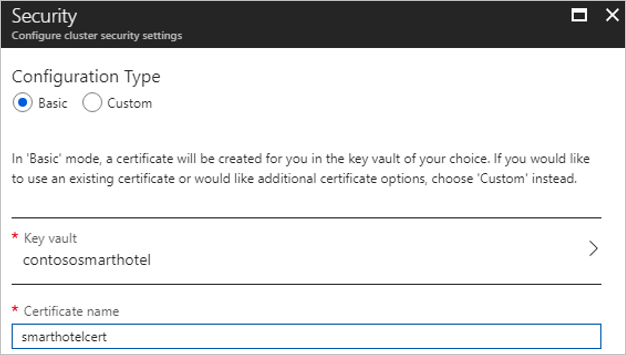 Security
Configure cluster security settings
Configuration Type
Basic Custom
In 'Basic' mode, a certificate will be created for you in the key vault of your choice. If you would like
to use an existing certificate or would like additional certificate options, choose 'Custom' instead.
* Key vault
contososmarthotel
* Certificate name
smarthotelcert